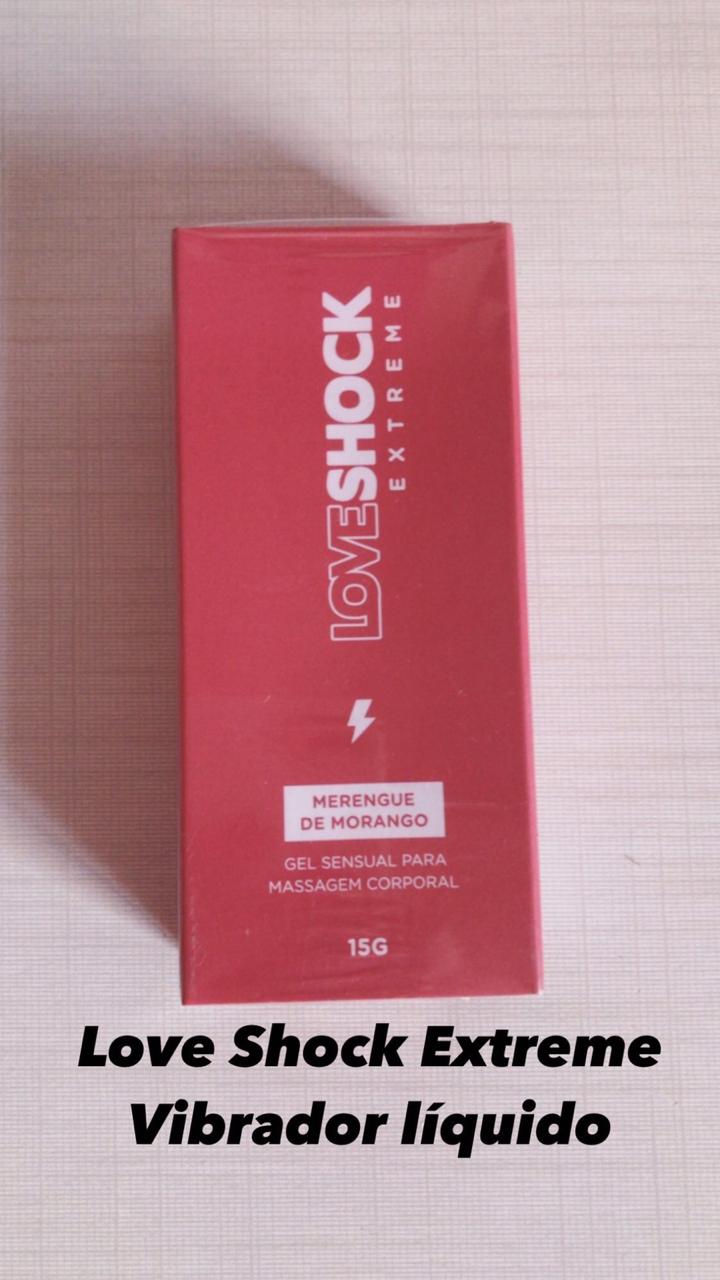 LOVESHOCK
EXTREME
MERENGUE
DE MORANGO
GEL SENSUAL PARA
MASSAGEM CORPORAL
15G
Love Shock Extreme
Vibrador líquido